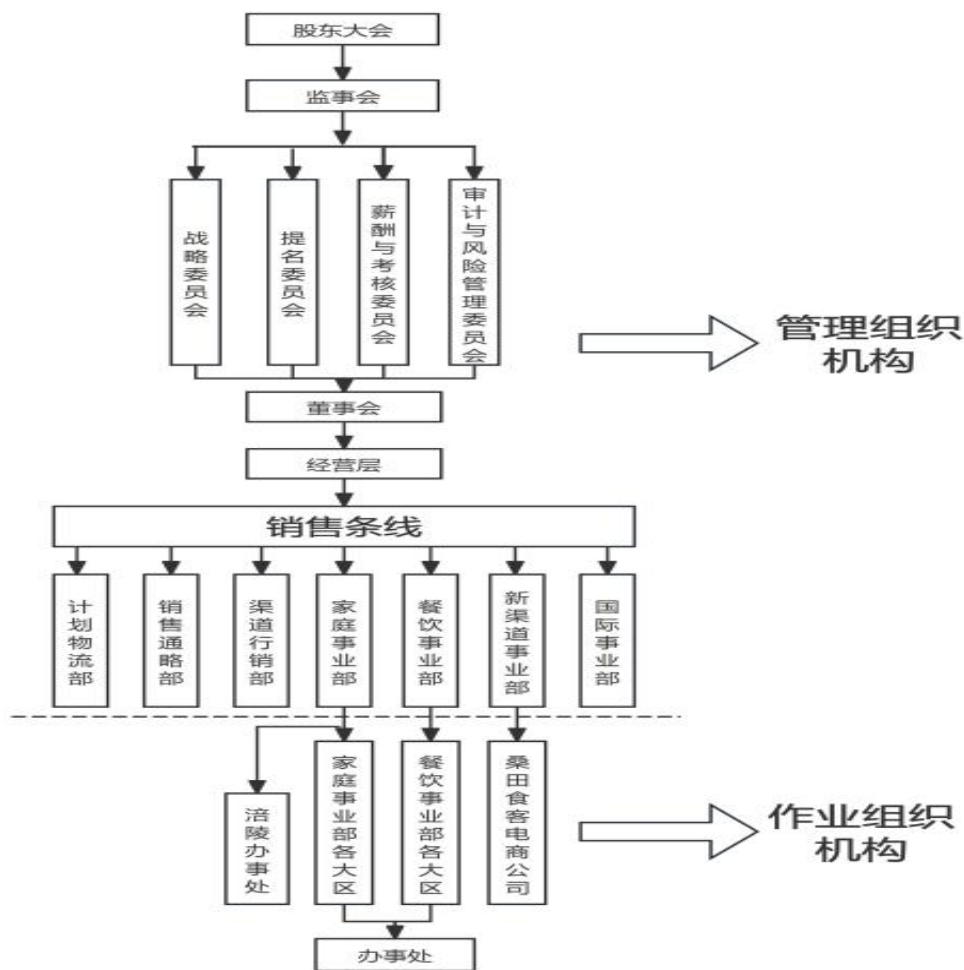 股东大会
监事会
战略委员会
提名委员会
薪酬与考核委员会
审计与风险管理委员会
管理组织
机构
董事会
经营层
销售条线
计划物流部
销售通略部
渠道行销部
家庭事业部
餐饮事业部
新渠道事业部
国际事业部
涪陵办事处
家庭事业部各大区
餐饮事业部各大区
桑田食客电商公司
作业组织
机构
办事处